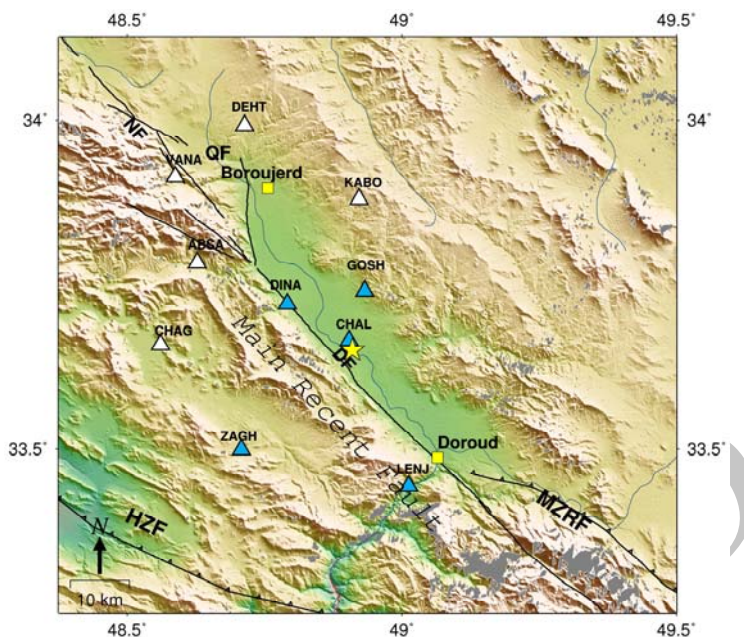 48.5˚ 49˚ 49.5˚
34˚ 34˚
DEHT
NF
VANA
QF
Boroujerd
KABO
ABSA
GOSH
DINA
CHAL
CHAG
DF
Main Recent Fault
33.5˚ 33.5˚
ZAGH
Doroud
LENJ
MZRF
HZF
N
10 km
48.5˚ 49˚ 49.5˚